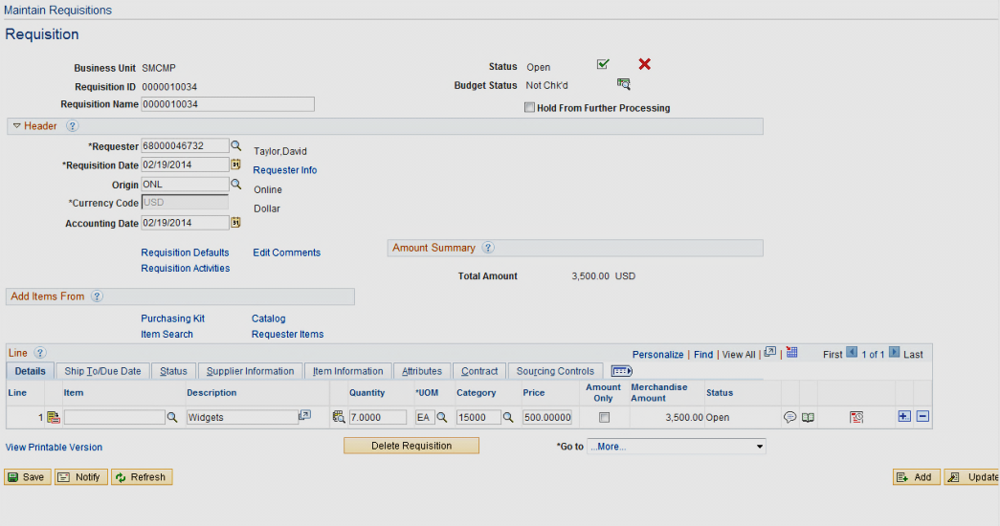 Maintain Requisitions
Requisition
Business Unit SMCMP Status Open
Requisition ID 0000010034 Budget Status Not Chk'd
Requisition Name 0000010034 Hold From Further Processing
Header
*Requester 68000046732 Taylor,David
*Requisition Date 02/19/2014 Requester Info
Origin ONL Online
*Currency Code USD Dollar
Accounting Date 02/19/2014
Requisition Defaults Edit Comments Amount Summary
Requisition Activities
Total Amount 3,500.00 USD
Add Items From
Purchasing Kit Catalog
Item Search Requester Items
Line Personalize | Find | View All | | First 1 of 1 Last
Details Ship To/Due Date Status Supplier Information Item Information Attributes Contract Sourcing Controls
Line Item Description Quantity *UOM Category Price Amount Only Merchandise Amount Status
1 Widgets 7.0000 EA 15000 500.00000 3,500.00 Open
View Printable Version Delete Requisition *Go to ...More...
Save Notify Refresh Add Update